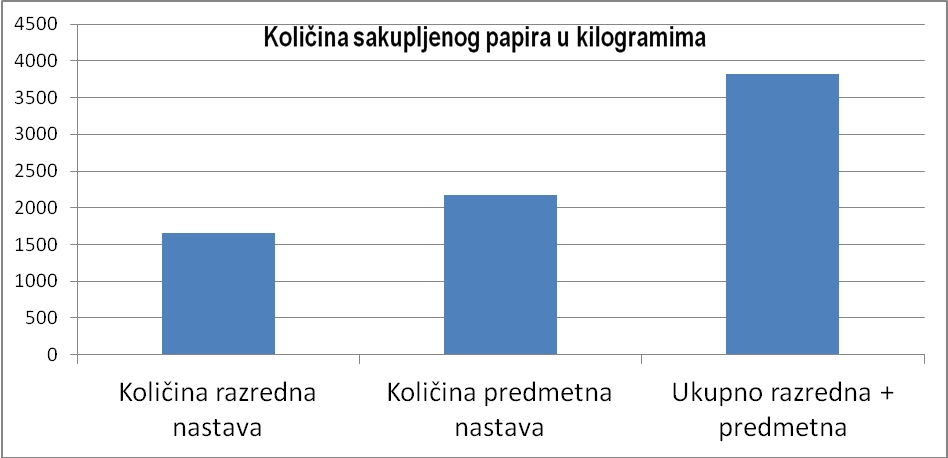 Količina sakupljenog papira u kilogramima
4500
4000
3500
3000
2500
2000
1500
1000
500
0
Količina razredna
nastava
Količina predmetna
nastava
Ukupno razredna +
predmetna